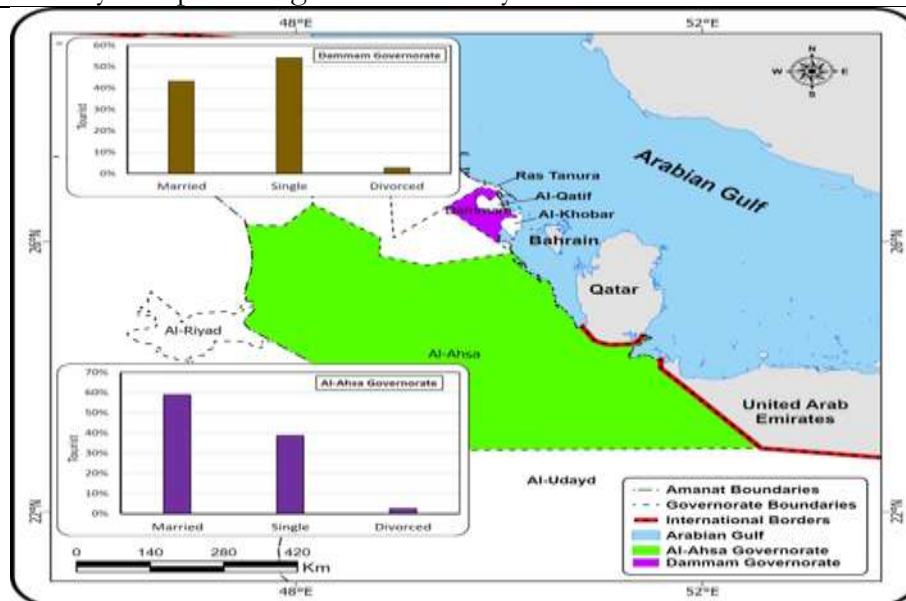 48°E
52°E
60%
50%
40%
30%
20%
10%
0%
Tourist
Dammam Governorate
Married
Single
Divorced
N
W
E
S
Arabian Gulf
Ras Tanura
Al-Qatif
Dammam
Al-Khobar
Bahrain
26°N
26°N
Qatar
Al-Riyad
Al-Ahsa
United Arab
Emirates
70%
60%
50%
40%
30%
20%
10%
0%
Tourist
Al-Ahsa Governorate
Married
Single
Divorced
Al-Udayd
22°N
22°N
Amanat Boundaries
Governorate Boundaries
International Borders
Arabian Gulf
Al-Ahsa Governorate
Dammam Governorate
0
140
280
420
Km
48°E
52°E